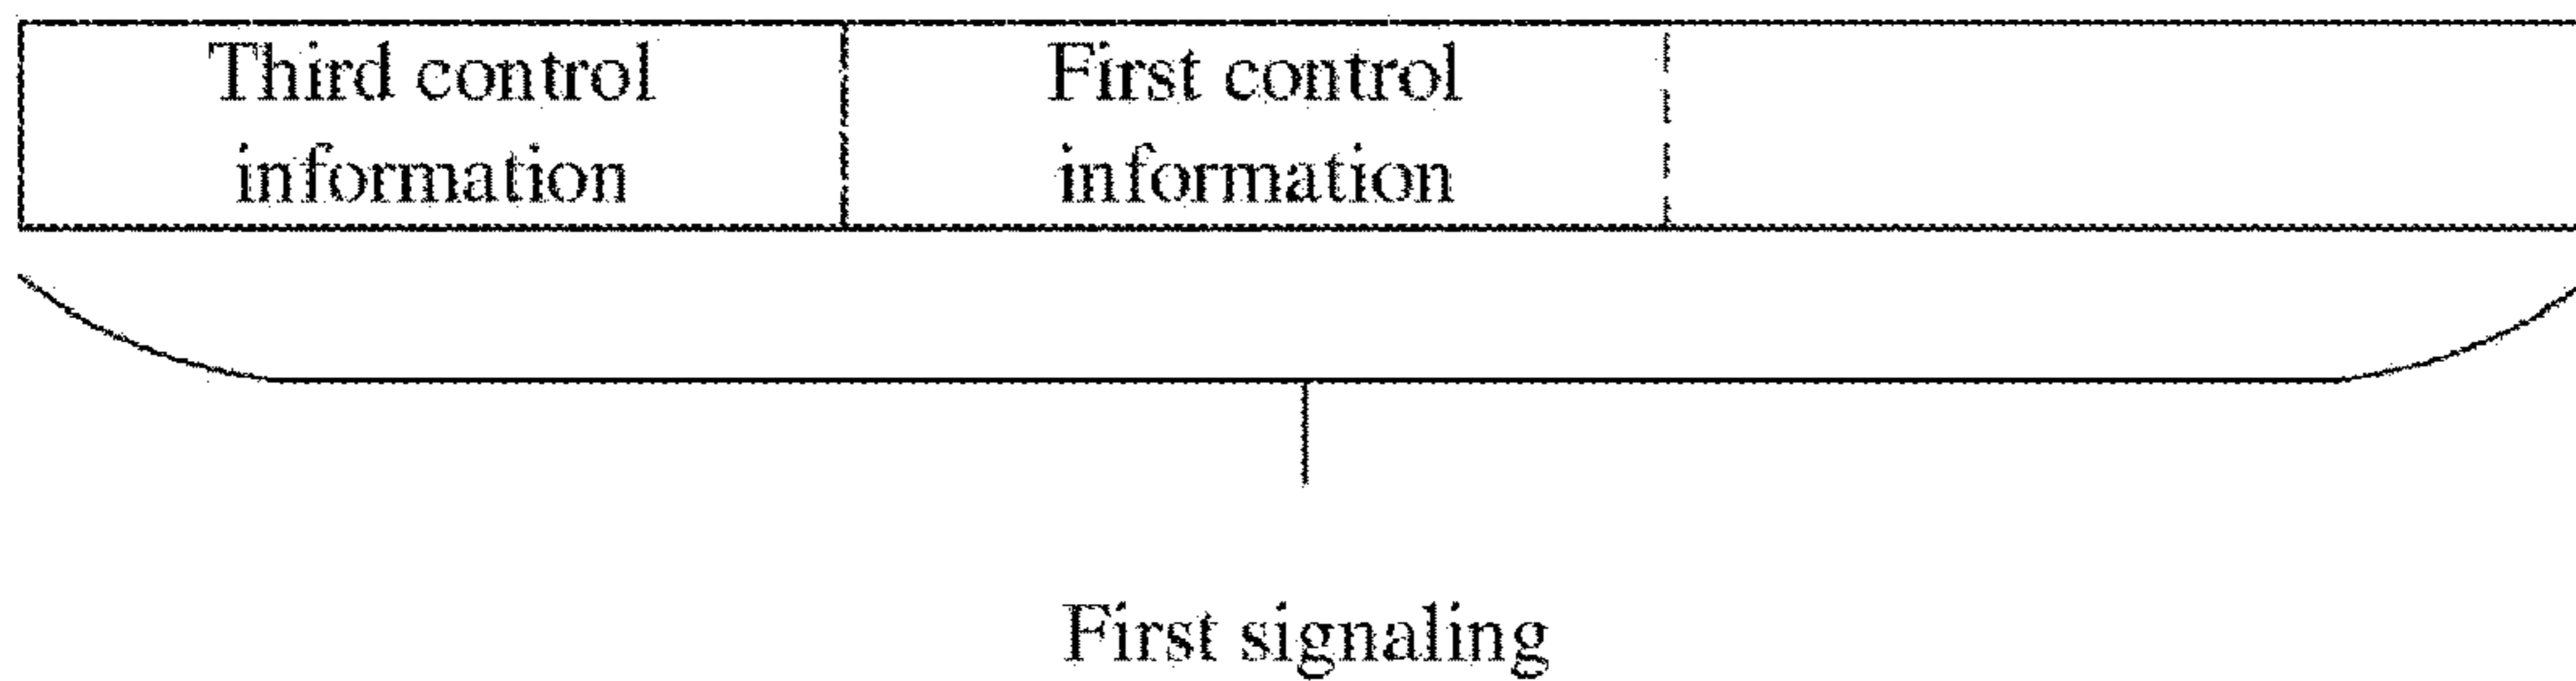 Third control
information
First control
information
First signaling